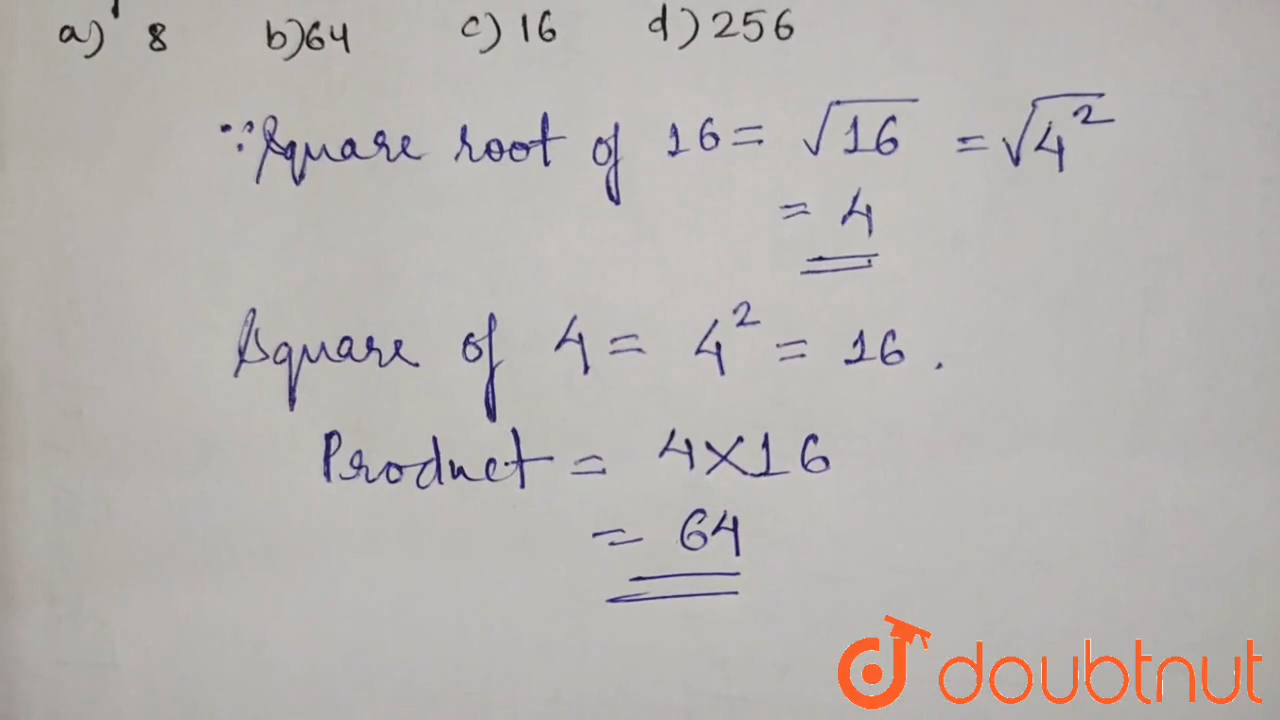 a) 8 b)64 c) 16 d) 256
∵ Square root of 16 = √16 = √4²
= 4
Square of 4 = 4² = 16.
Product = 4×16
= 64
doubtnut